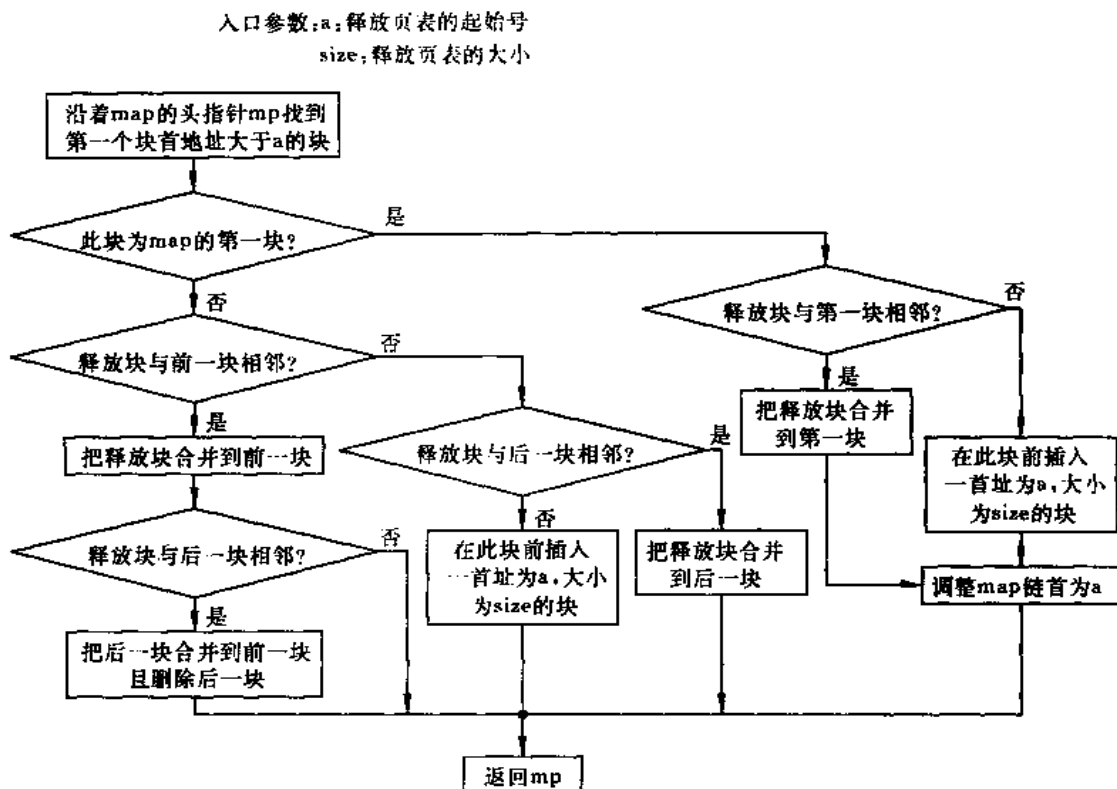 入口参数:a:释放页表的起始号
size:释放页表的大小
沿着map的头指针mp找到
第一个块首地址大于a的块
是
此块为map的第一块?
否
否
释放块与第一块相邻?
释放块与前一块相邻?
否
是
是
把释放块合并
到第一块
把释放块合并到前一块
释放块与后一块相邻?
是
在此块前插入
一首址为a,大小
为size的块
释放块与后一块相邻?
否
否
在此块前插入
一首址为a,大小
为size的块
把释放块合并
到后一块
调整map链首为a
是
把后一块合并到前一块
且删除后一块
返回mp